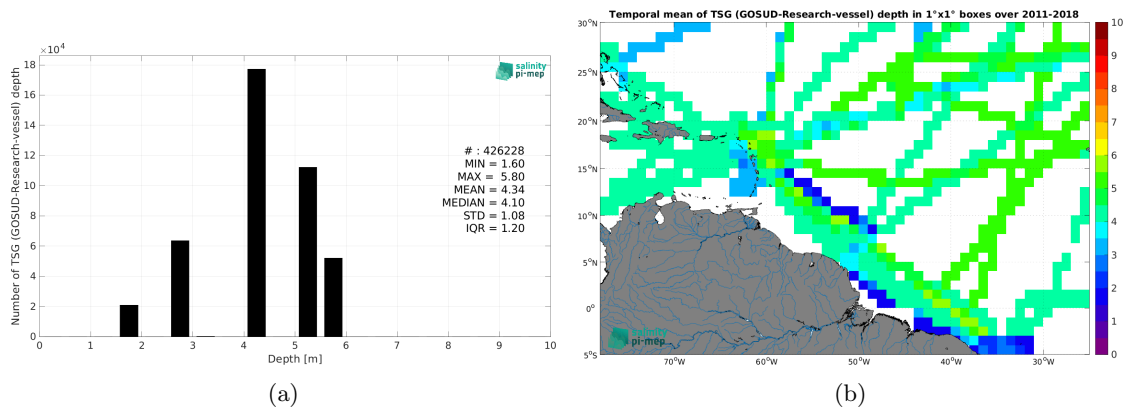 Temporal mean of TSG (GOSUD-Research-vessel) depth in 1°x1° boxes over 2011-2018
×10⁴
18
16
14
12
10
8
6
4
2
0
Number of TSG (GOSUD-Research-vessel) depth
0 1 2 3 4 5 6 7 8 9 10
Depth [m]
salinity
pi-mep
# : 426228
MIN = 1.60
MAX = 5.80
MEAN = 4.34
MEDIAN = 4.10
STD = 1.08
IQR = 1.20
(a)
30°N
25°N
20°N
15°N
10°N
5°N
0°
5°S
70°W 60°W 50°W 40°W 30°W
salinity
pi-mep
10
9
8
7
6
5
4
3
2
1
0
(b)